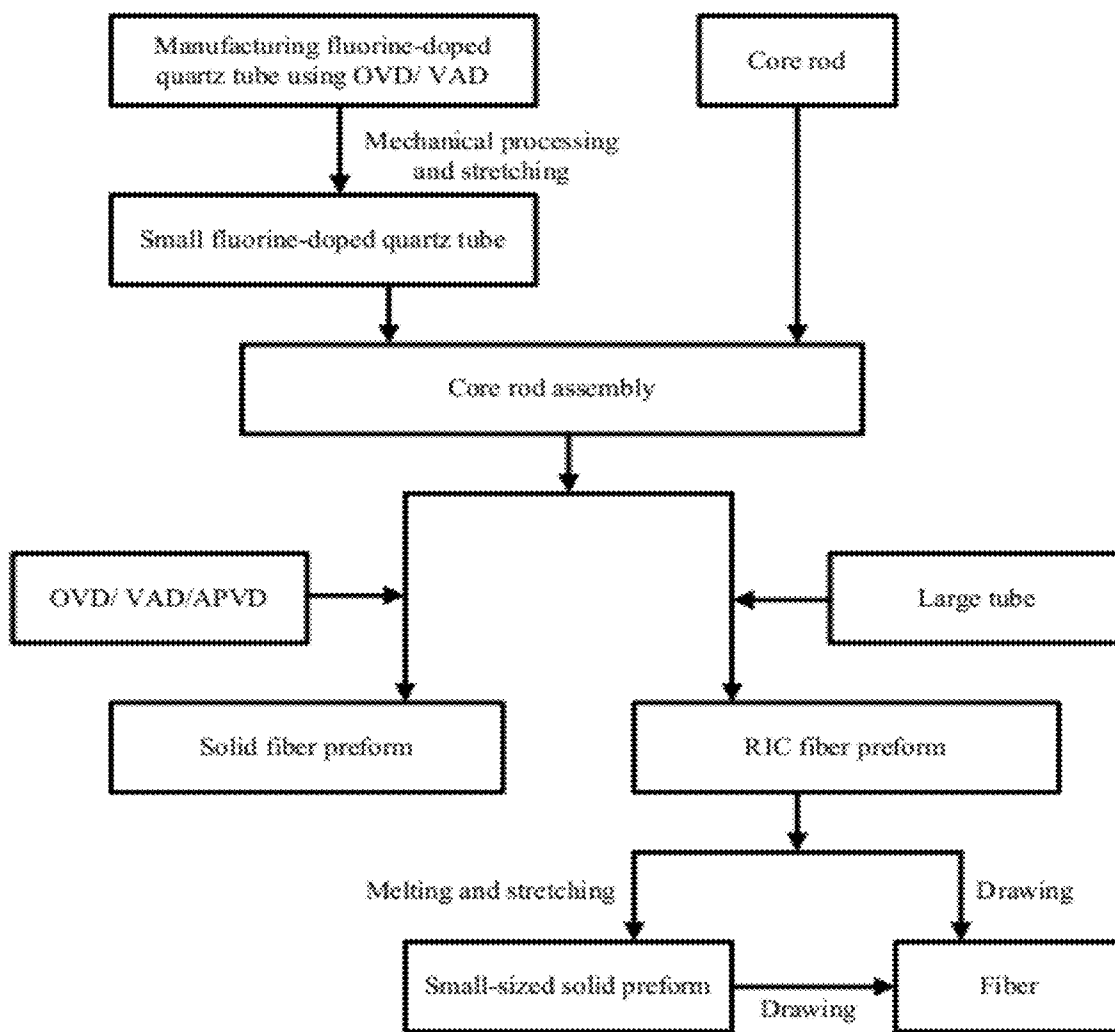 Manufacturing fluorine-doped
quartz tube using OVD/ VAD
Core rod
Mechanical processing
and stretching
Small fluorine-doped quartz tube
Core rod assembly
OVD/ VAD/APVD
Large tube
Solid fiber preform
RIC fiber preform
Melting and stretching
Drawing
Small-sized solid preform
Drawing
Fiber